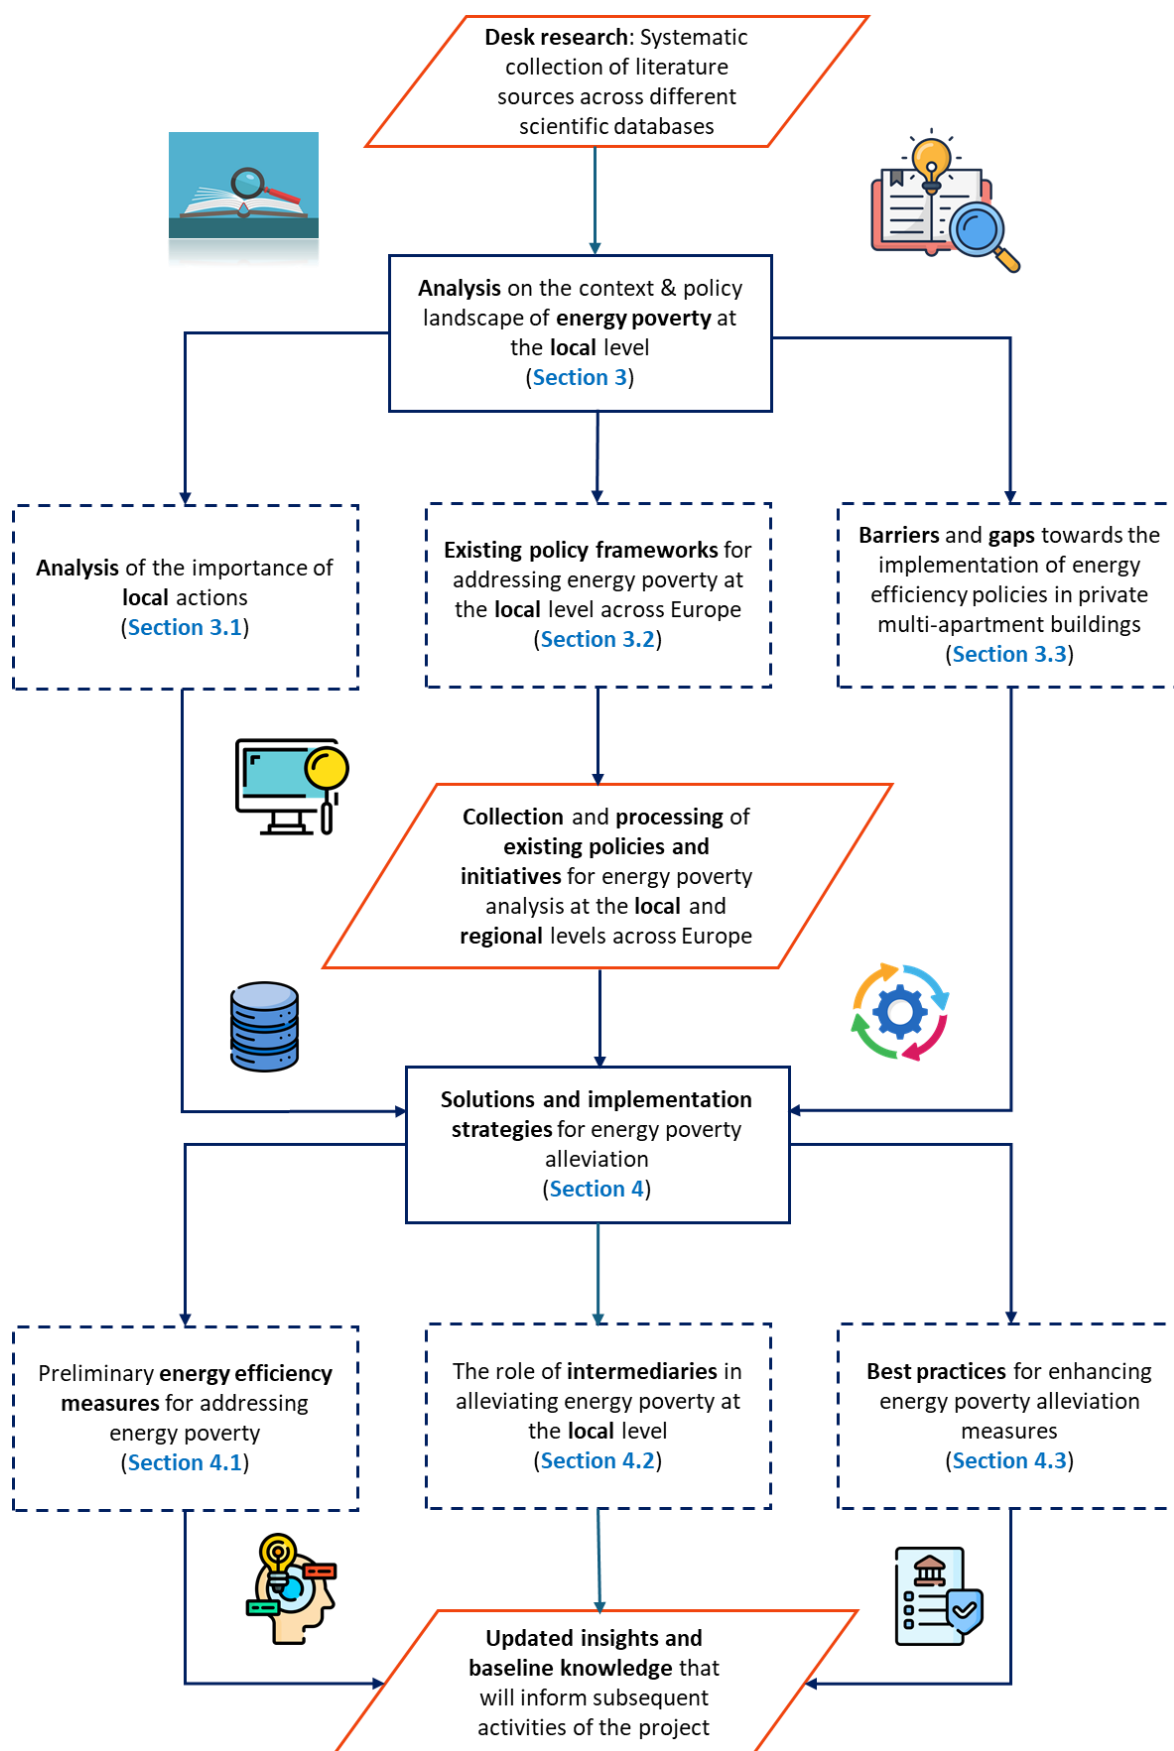 Desk research: Systematic
collection of literature
sources across different
scientific databases
Analysis on the context & policy
landscape of energy poverty at
the local level
(Section 3)
Analysis of the importance of
local actions
(Section 3.1)
Existing policy frameworks for
addressing energy poverty at
the local level across Europe
(Section 3.2)
Barriers and gaps towards the
implementation of energy
efficiency policies in private
multi-apartment buildings
(Section 3.3)
Collection and processing of
existing policies and
initiatives for energy poverty
analysis at the local and
regional levels across Europe
Solutions and implementation
strategies for energy poverty
alleviation
(Section 4)
Preliminary energy efficiency
measures for addressing
energy poverty
(Section 4.1)
The role of intermediaries in
alleviating energy poverty at
the local level
(Section 4.2)
Best practices for enhancing
energy poverty alleviation
measures
(Section 4.3)
Updated insights and
baseline knowledge that
will inform subsequent
activities of the project